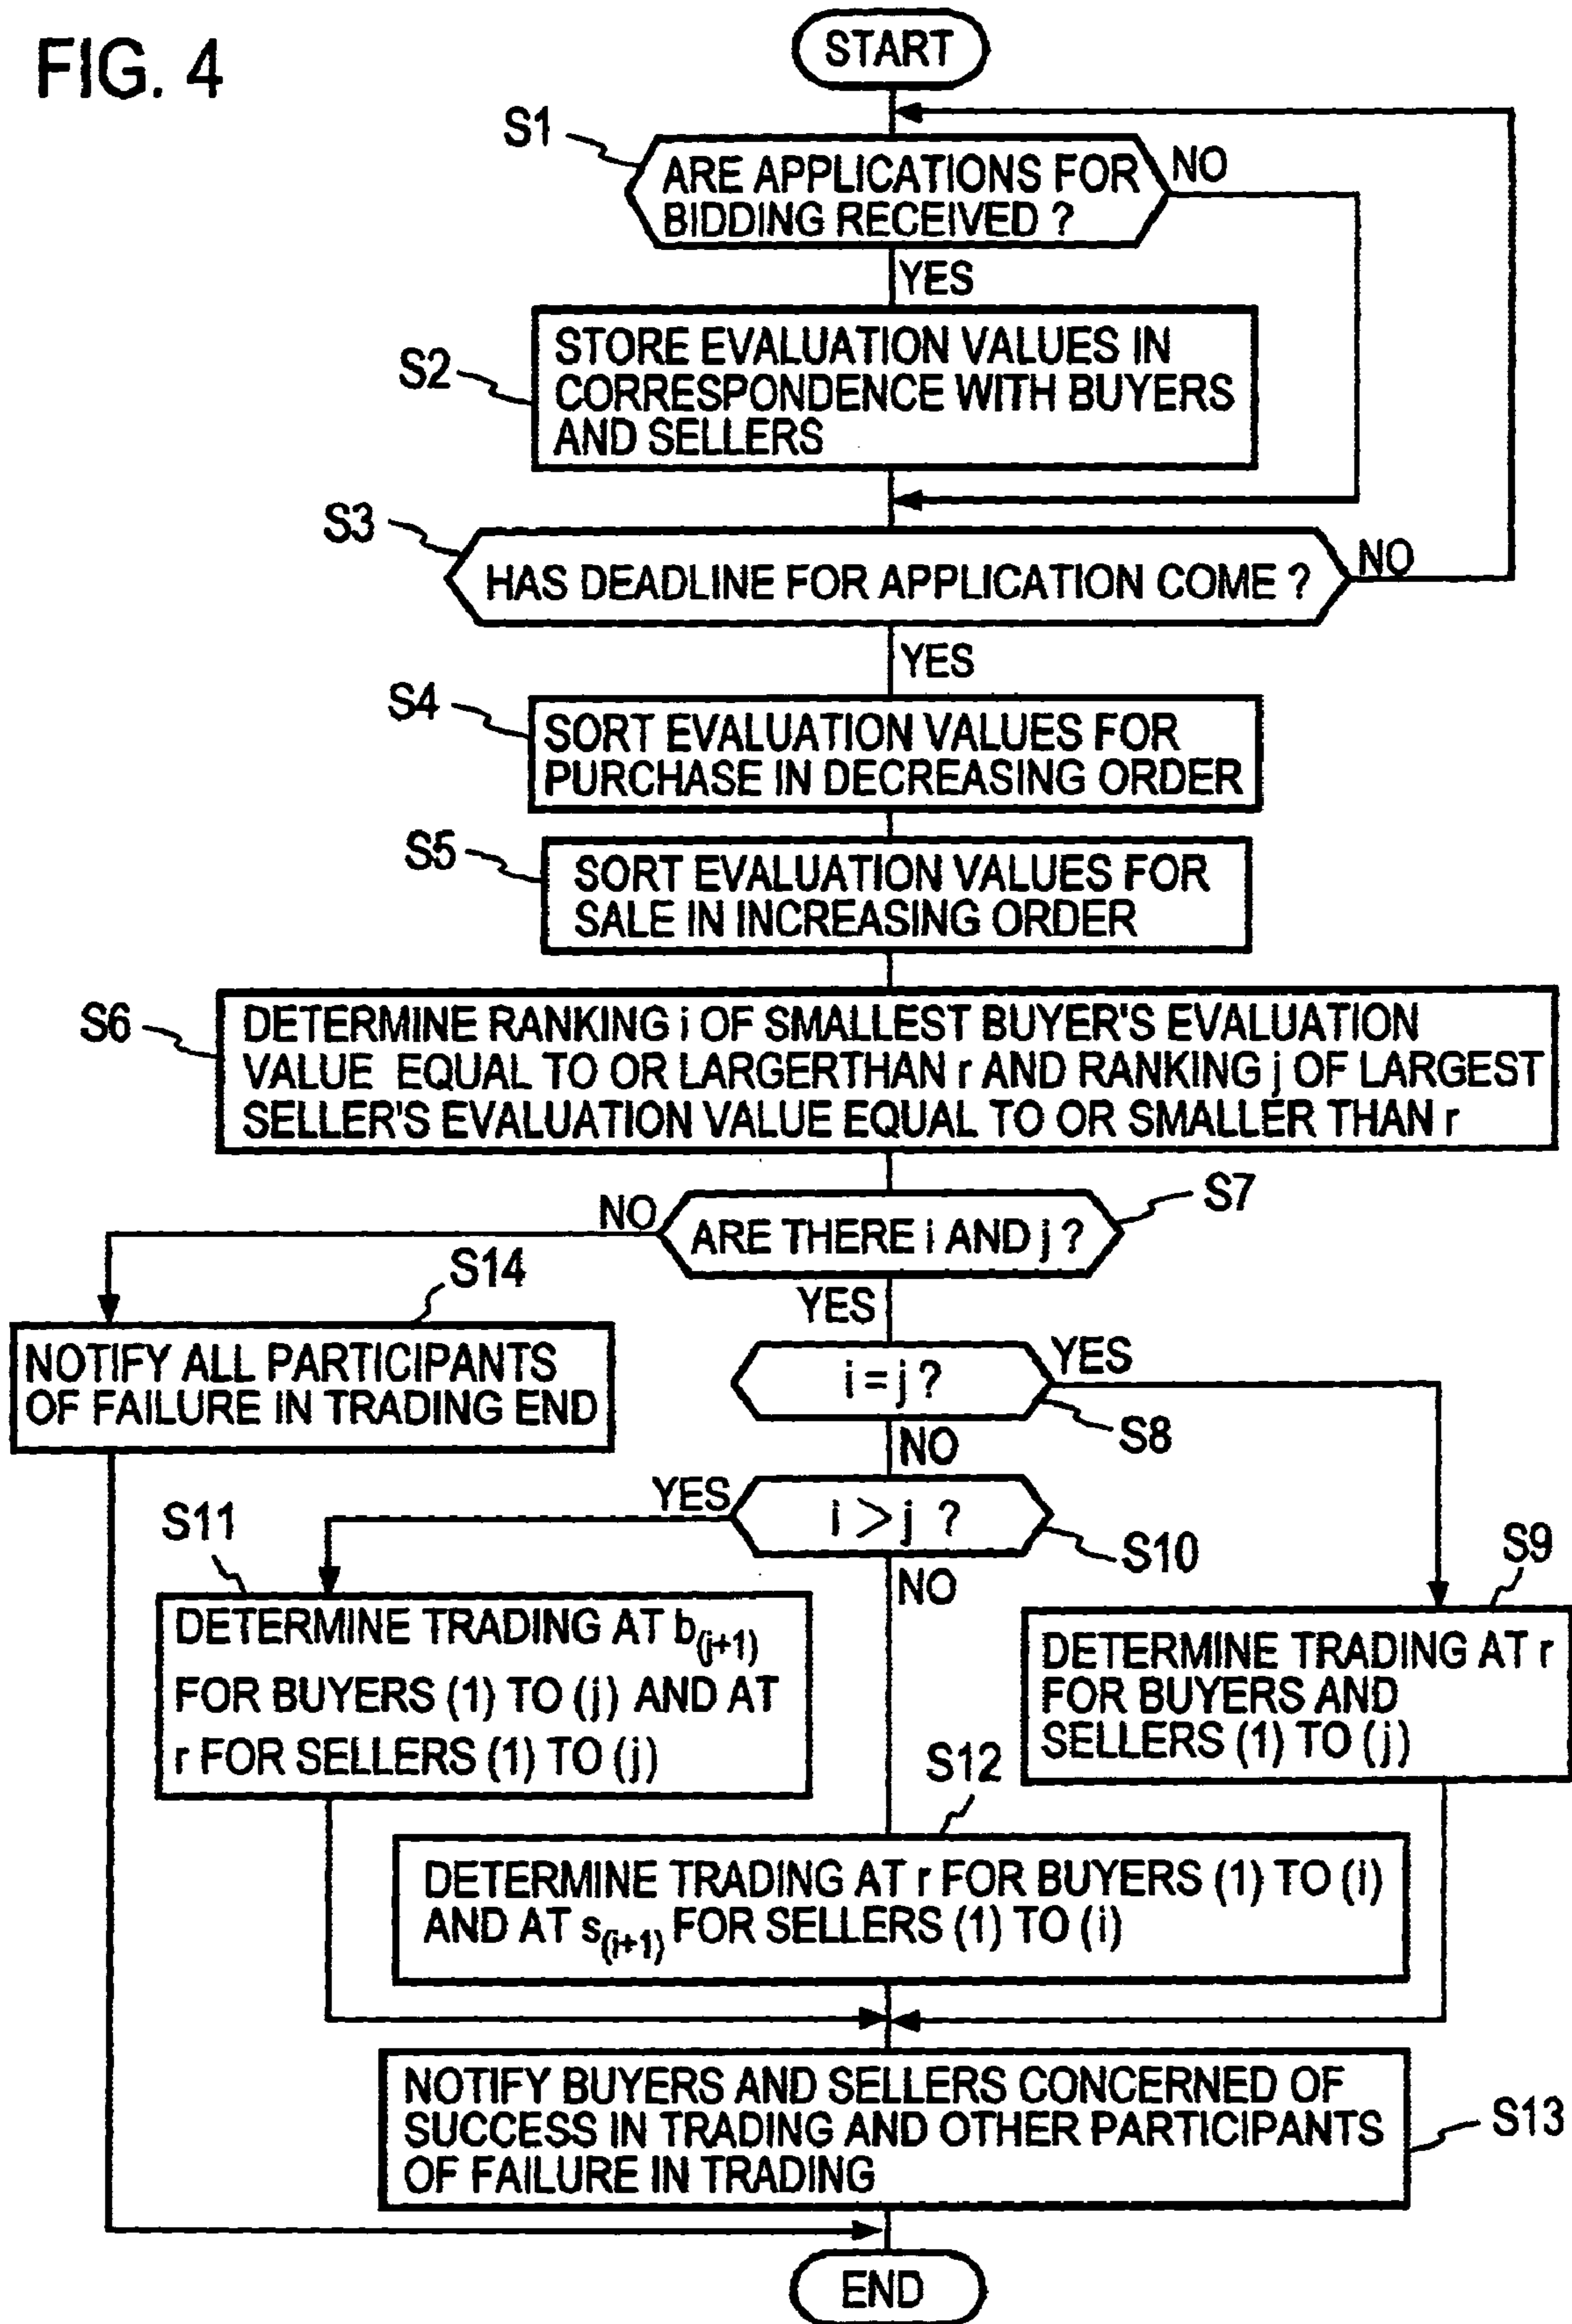 FIG. 4
START
S1
ARE APPLICATIONS FOR
BIDDING RECEIVED ?
NO
YES
S2
STORE EVALUATION VALUES IN
CORRESPONDENCE WITH BUYERS
AND SELLERS
S3
HAS DEADLINE FOR APPLICATION COME ?
NO
YES
S4
SORT EVALUATION VALUES FOR
PURCHASE IN DECREASING ORDER
S5
SORT EVALUATION VALUES FOR
SALE IN INCREASING ORDER
S6
DETERMINE RANKING i OF SMALLEST BUYER'S EVALUATION
VALUE EQUAL TO OR LARGERTHAN r AND RANKING j OF LARGEST
SELLER'S EVALUATION VALUE EQUAL TO OR SMALLER THAN r
S7
ARE THERE i AND j ?
NO
YES
S14
NOTIFY ALL PARTICIPANTS
OF FAILURE IN TRADING END
i = j ?
YES
S8
NO
i > j ?
YES
S10
NO
S11
DETERMINE TRADING AT b(j+1)
FOR BUYERS (1) TO (j) AND AT
r FOR SELLERS (1) TO (j)
S9
DETERMINE TRADING AT r
FOR BUYERS AND
SELLERS (1) TO (j)
S12
DETERMINE TRADING AT r FOR BUYERS (1) TO (i)
AND AT s(i+1) FOR SELLERS (1) TO (i)
NOTIFY BUYERS AND SELLERS CONCERNED OF
SUCCESS IN TRADING AND OTHER PARTICIPANTS
OF FAILURE IN TRADING
S13
END